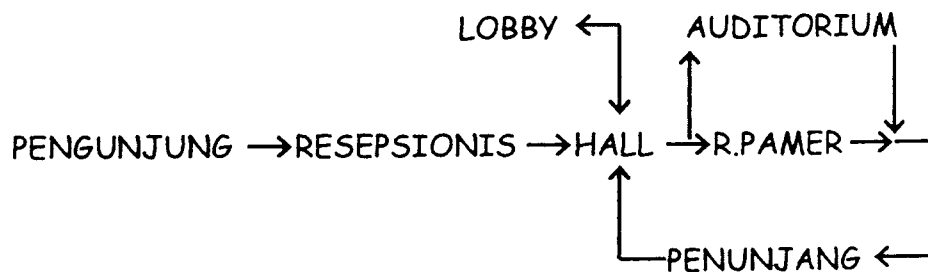 LOBBY AUDITORIUM
PENGUNJUNG RESEPSIONIS HALL R.PAMER
PENUNJANG